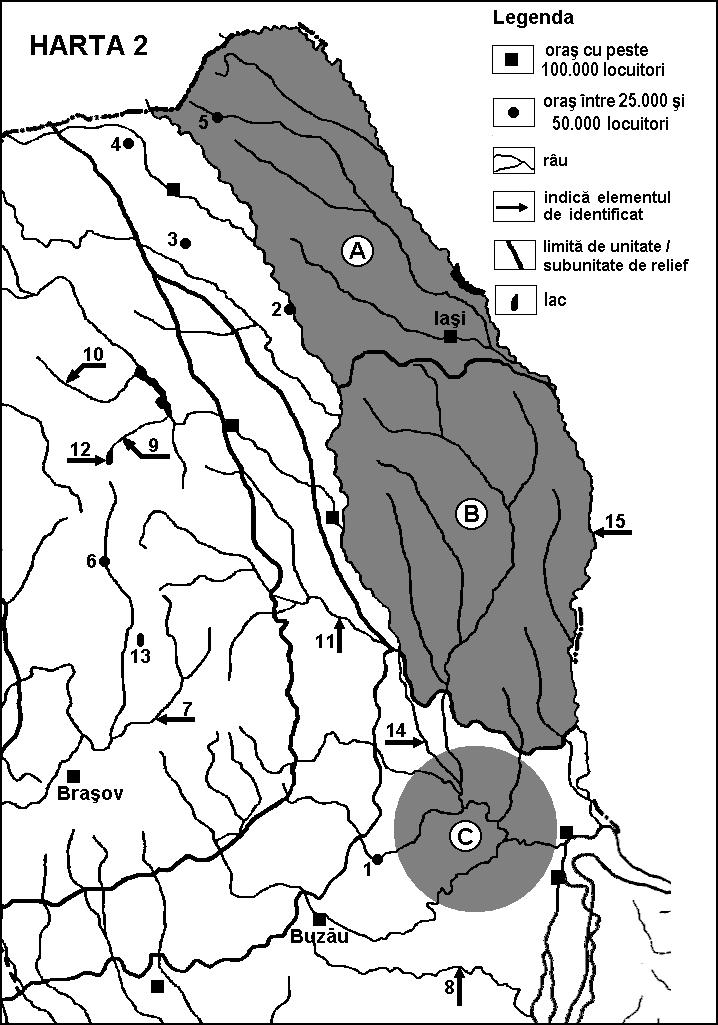 HARTA 2
Legenda
oraş cu peste
100.000 locuitori
oraş între 25.000 şi
50.000 locuitori
râu
indică elementul
de identificat
limită de unitate /
subunitate de relief
lac
4
5
3
A
2
Iaşi
10
12
9
B
15
6
11
13
7
14
Braşov
C
1
Buzău
8